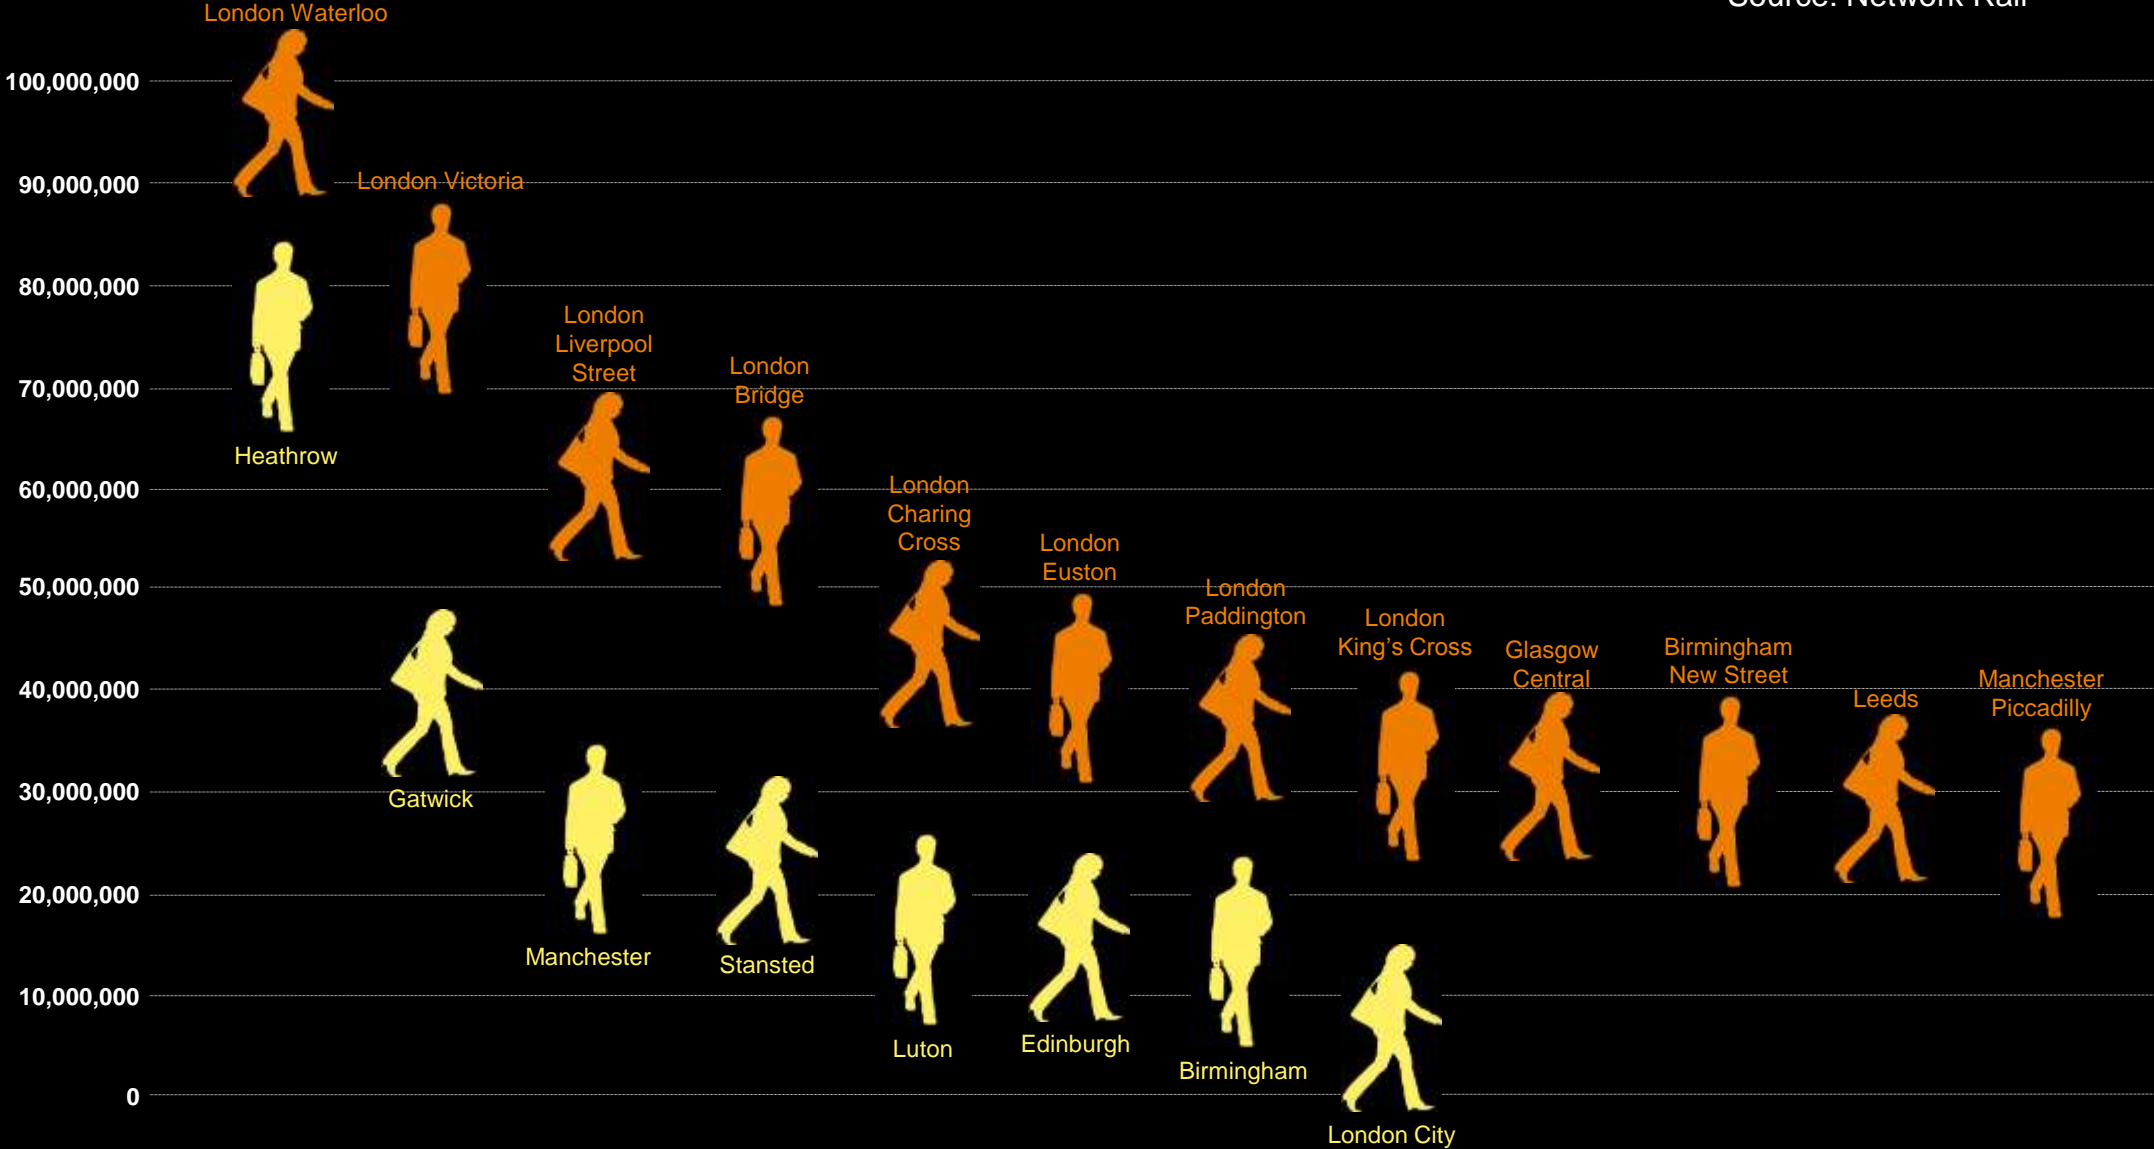 London Waterloo
Source: Network Rail
100,000,000
90,000,000
London Victoria
80,000,000
London
Liverpool
Street
70,000,000
London
Bridge
Heathrow
60,000,000
London
Charing
Cross
London
Euston
50,000,000
London
Paddington
London
King’s Cross
Glasgow
Central
Birmingham
New Street
Leeds
Manchester
Piccadilly
40,000,000
30,000,000
Gatwick
20,000,000
Manchester
Stansted
10,000,000
Luton
Edinburgh
Birmingham
0
London City